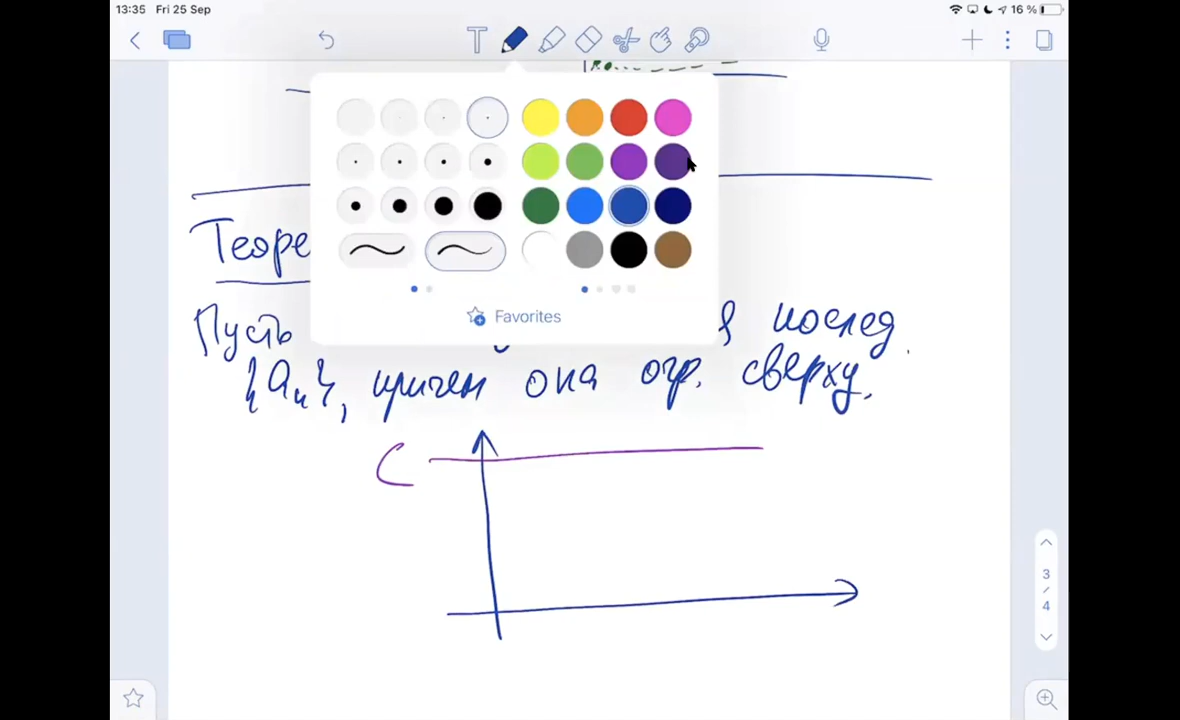 13:35 Fri 25 Sep 16 %
T
Favorites
Теоре
Пусть я послед.
{aₙ}, причем она огр. сверху.
C
3
/
4